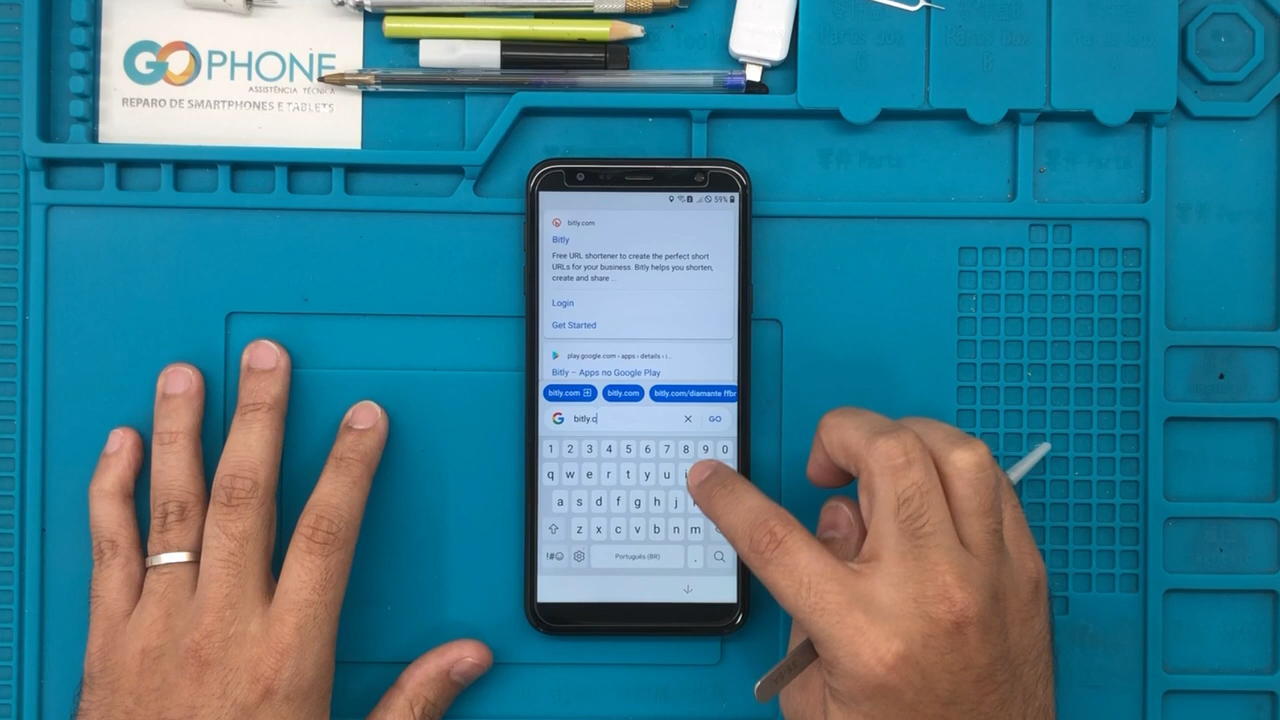 GOPHONE
ASSISTÊNCIA TÉCNICA
REPARO DE SMARTPHONES E TABLETS
59%
bitly.com
Bitly
Free URL shortener to create the perfect short
URLs for your business. Bitly helps you shorten,
create and share ...
Login
Get Started
play.google.com › apps › details › i...
Bitly – Apps no Google Play
bitly.com bitly.com bitly.com/diamante ffbr
G bitly.c GO
1 2 3 4 5 6 7 8 9 0
q w e r t y u i
a s d f g h j
z x c v b n m
!#☺ Português (BR) .